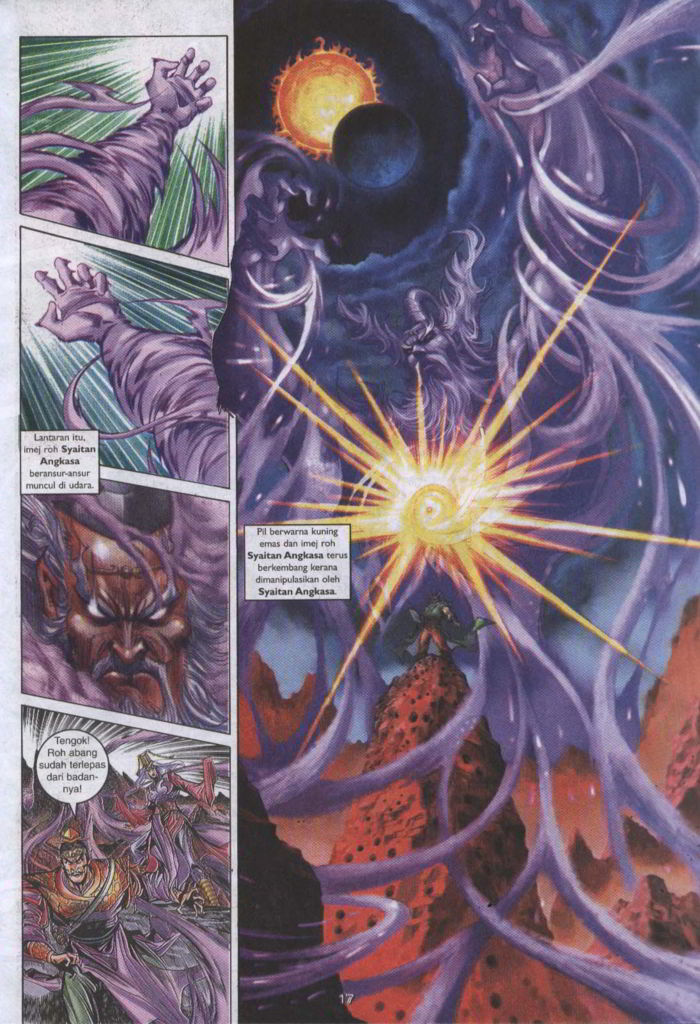 Lantaran itu,
imej roh Syaitan
Angkasa
beransur-ansur
muncul di udara.
Tengok!
Roh abang
sudah terlepas
dari badan-
nya!
Pil berwarna kuning
emas dan imej roh
Syaitan Angkasa terus
berkembang kerana
dimanipulasikan oleh
Syaitan Angkasa.
17